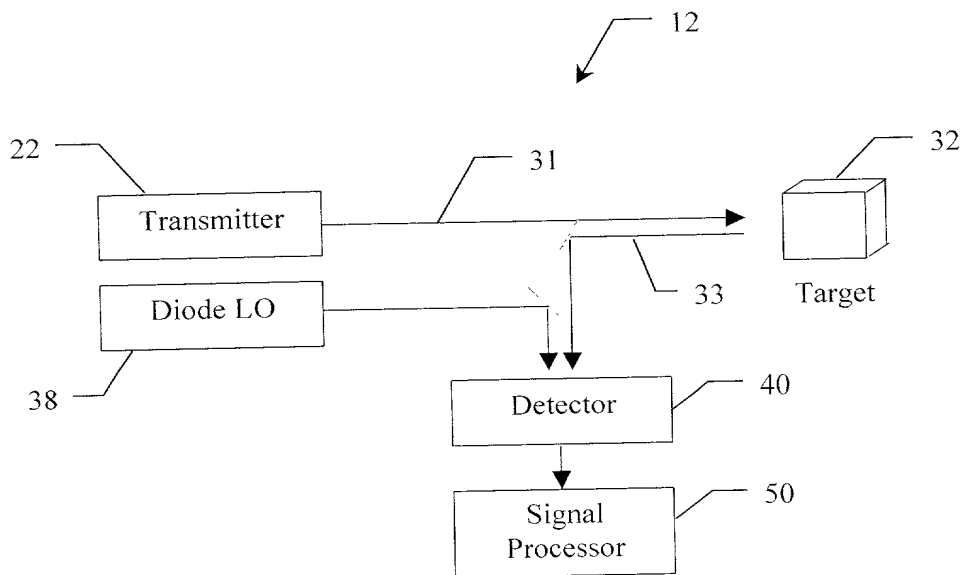 12
22
31
32
Transmitter
33
Target
Diode LO
38
Detector
40
Signal
Processor
50